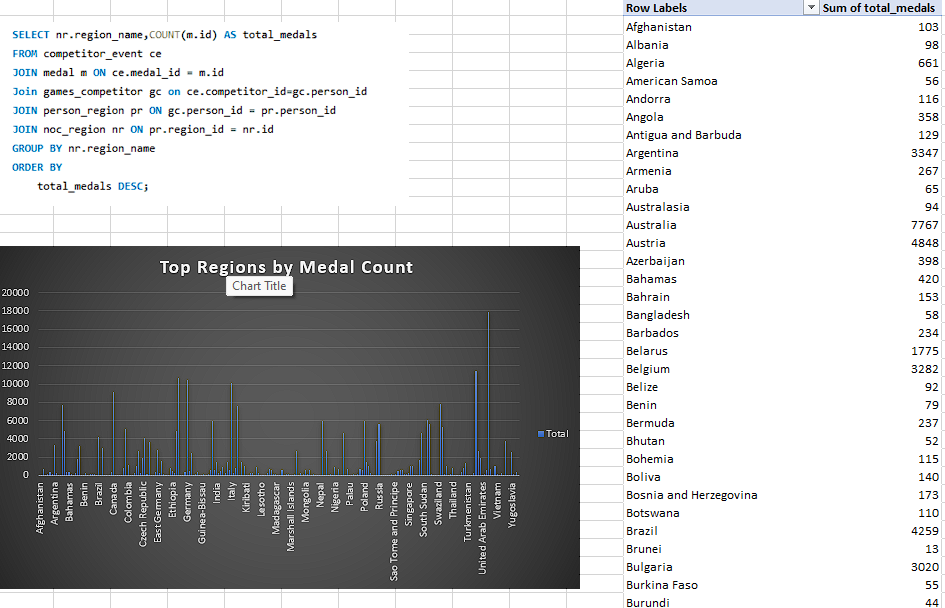 SELECT nr.region_name,COUNT(m.id) AS total_medals
FROM competitor_event ce
JOIN medal m ON ce.medal_id = m.id
Join games_competitor gc on ce.competitor_id=gc.person_id
JOIN person_region pr ON gc.person_id = pr.person_id
JOIN noc_region nr ON pr.region_id = nr.id
GROUP BY nr.region_name
ORDER BY
total_medals DESC;
Top Regions by Medal Count
Chart Title
20000
18000
16000
14000
12000
10000
8000
6000
4000
2000
0
Afghanistan
Argentina
Bahamas
Benin
Brazil
Canada
Colombia
Czech Republic
East Germany
Ethiopia
Germany
Guinea-Bissau
India
Italy
Kiribati
Lesotho
Madagascar
Marshall Islands
Mongolia
Nepal
Nigeria
Palau
Poland
Russia
Sao Tome and Principe
Singapore
South Sudan
Swaziland
Thailand
Turkmenistan
United Arab Emirates
Vietnam
Yugoslavia
Total
Row Labels Sum of total_medals
Afghanistan 103
Albania 98
Algeria 661
American Samoa 56
Andorra 116
Angola 358
Antigua and Barbuda 129
Argentina 3347
Armenia 267
Aruba 65
Australasia 94
Australia 7767
Austria 4848
Azerbaijan 398
Bahamas 420
Bahrain 153
Bangladesh 58
Barbados 234
Belarus 1775
Belgium 3282
Belize 92
Benin 79
Bermuda 237
Bhutan 52
Bohemia 115
Boliva 140
Bosnia and Herzegovina 173
Botswana 110
Brazil 4259
Brunei 13
Bulgaria 3020
Burkina Faso 55
Burundi 44